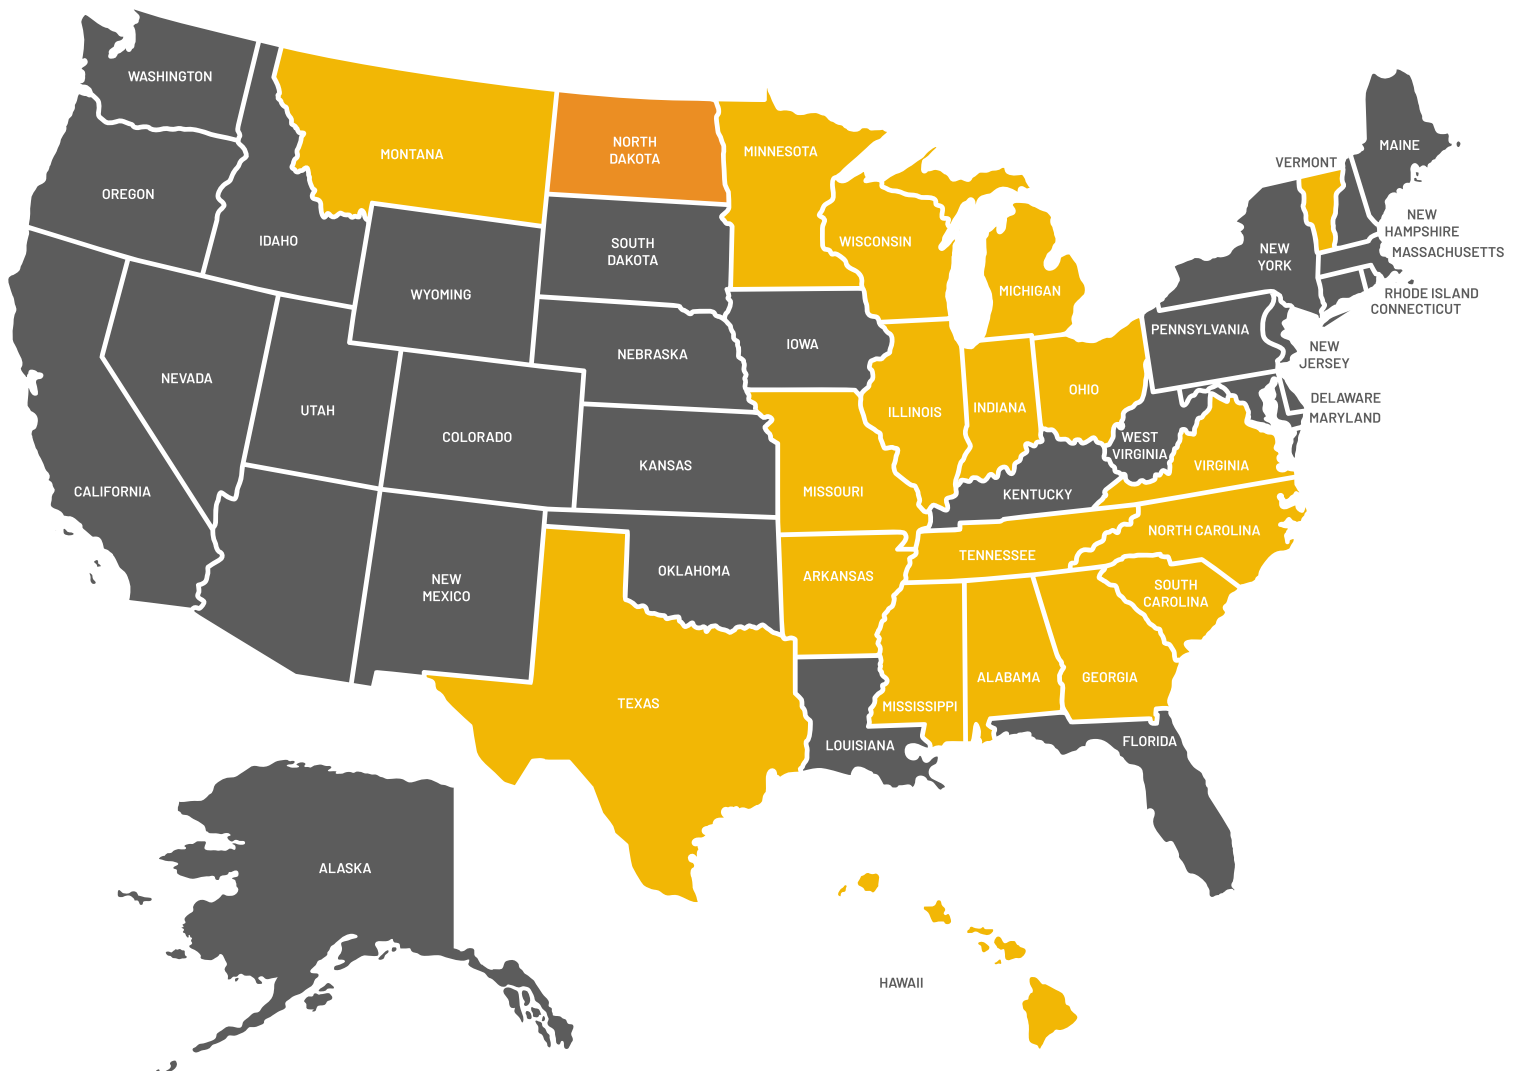 WASHINGTON
MONTANA
NORTH
DAKOTA
MINNESOTA
MAINE
VERMONT
OREGON
IDAHO
SOUTH
DAKOTA
WISCONSIN
NEW
HAMPSHIRE
NEW
YORK
MASSACHUSETTS
WYOMING
MICHIGAN
RHODE ISLAND
CONNECTICUT
PENNSYLVANIA
IOWA
NEBRASKA
NEW
JERSEY
NEVADA
UTAH
ILLINOIS
INDIANA
OHIO
DELAWARE
MARYLAND
COLORADO
WEST
VIRGINIA
KANSAS
VIRGINIA
CALIFORNIA
MISSOURI
KENTUCKY
NORTH CAROLINA
TENNESSEE
OKLAHOMA
ARKANSAS
NEW
MEXICO
SOUTH
CAROLINA
TEXAS
ALABAMA
GEORGIA
MISSISSIPPI
LOUISIANA
FLORIDA
ALASKA
HAWAII